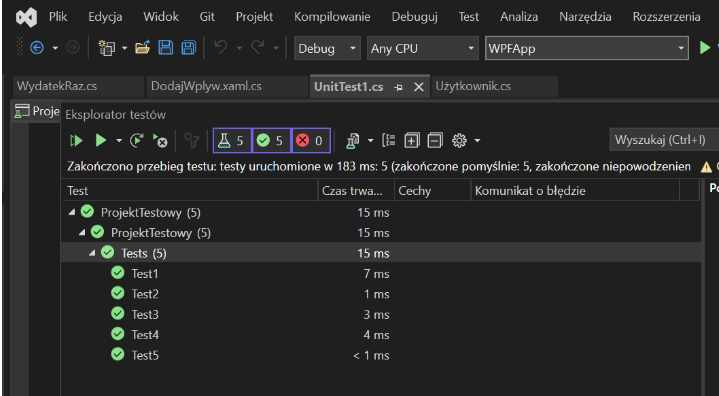 Plik Edycja Widok Git Projekt Kompilowanie Debuguj Test Analiza Narzędzia Rozszerzenia
Debug Any CPU WPFApp
WydatekRaz.cs DodajWplyw.xaml.cs UnitTest1.cs Użytkownik.cs
Proje Eksplorator testów
5 5 0 Wyszukaj (Ctrl+I)
Zakończono przebieg testu: testy uruchomione w 183 ms: 5 (zakończone pomyślnie: 5, zakończone niepowodzenien
Test Czas trwa... Cechy Komunikat o błędzie
ProjektTestowy (5) 15 ms
ProjektTestowy (5) 15 ms
Tests (5) 15 ms
Test1 7 ms
Test2 1 ms
Test3 3 ms
Test4 4 ms
Test5 < 1 ms